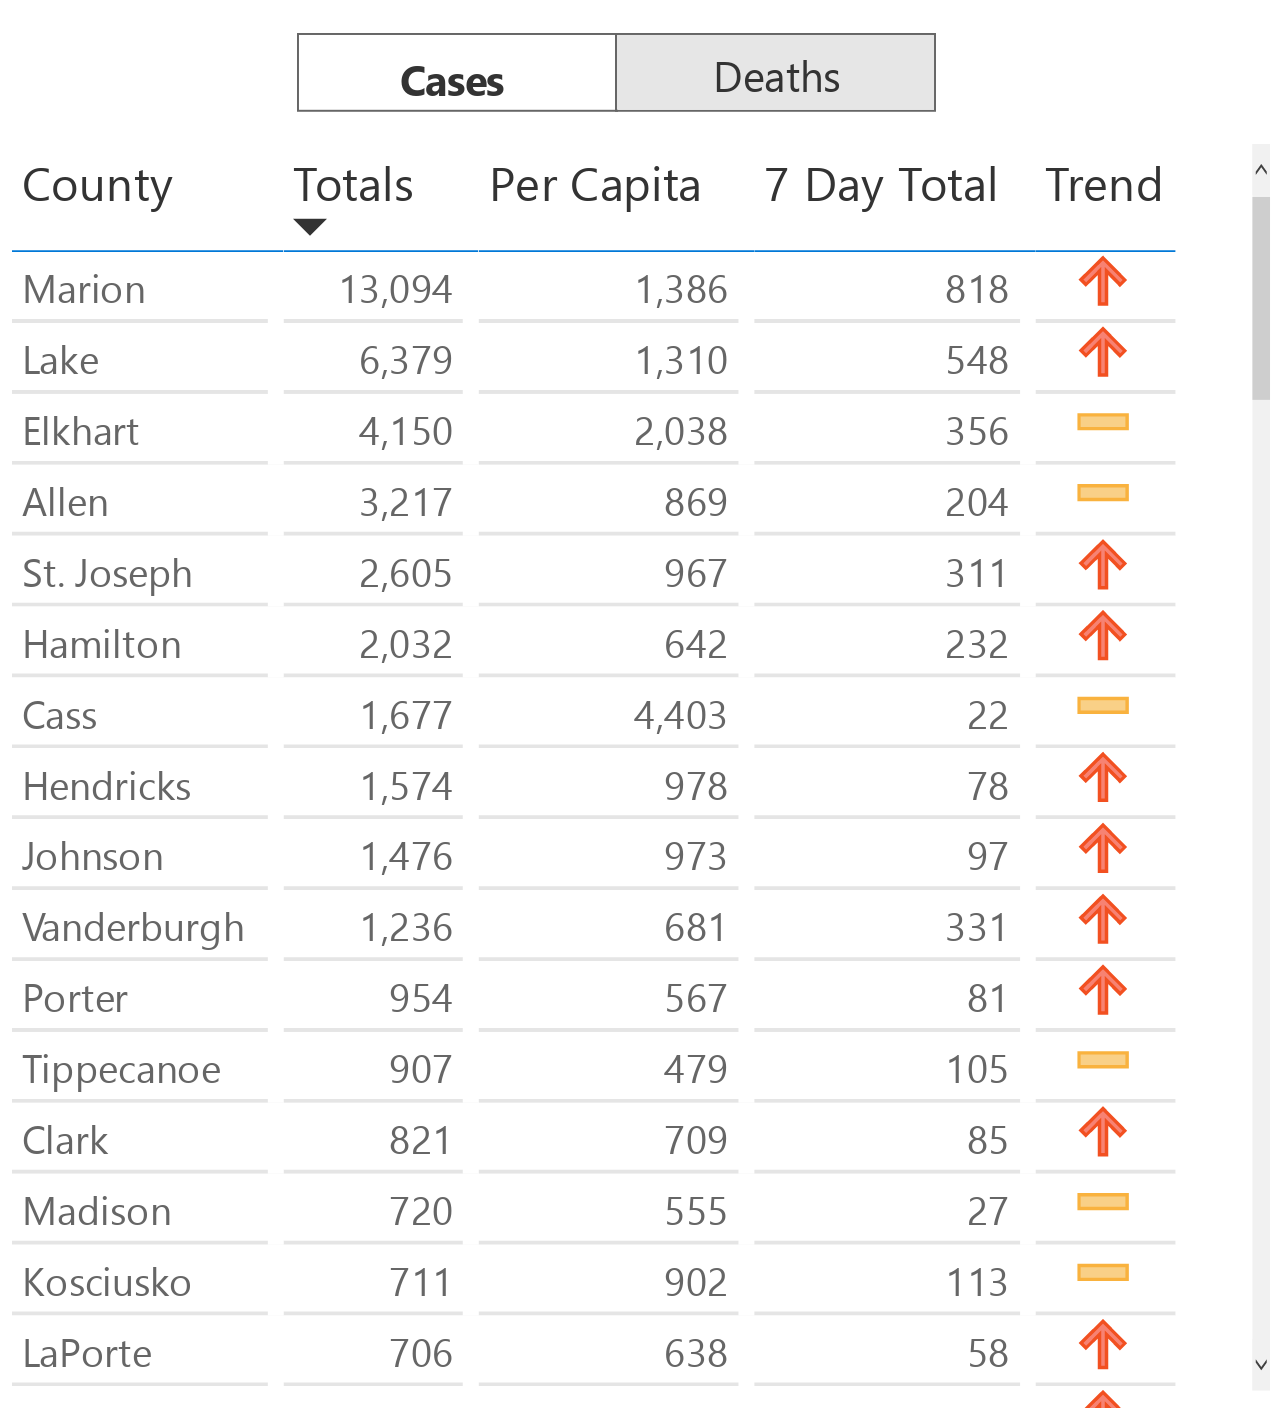 Cases Deaths
County Totals Per Capita 7 Day Total Trend
Marion 13,094 1,386 818
Lake 6,379 1,310 548
Elkhart 4,150 2,038 356
Allen 3,217 869 204
St. Joseph 2,605 967 311
Hamilton 2,032 642 232
Cass 1,677 4,403 22
Hendricks 1,574 978 78
Johnson 1,476 973 97
Vanderburgh 1,236 681 331
Porter 954 567 81
Tippecanoe 907 479 105
Clark 821 709 85
Madison 720 555 27
Kosciusko 711 902 113
LaPorte 706 638 58